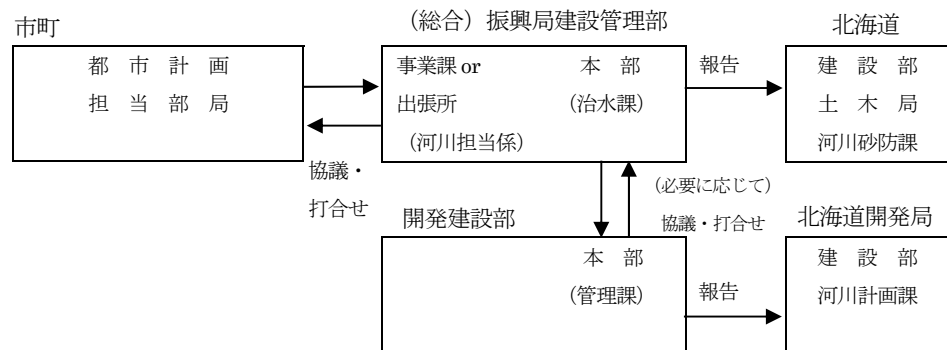 市町
（総合）振興局建設管理部
北海道
都　市　計　画
担　当　部　局
事業課 or
出張所
（河川担当係）
本　部
（治水課）
報告
建　設　部
土　木　局
河川砂防課
協議・
打合せ
（必要に応じて）
協議・打合せ
開発建設部
北海道開発局
本　部
（管理課）
報告
建　設　部
河川計画課